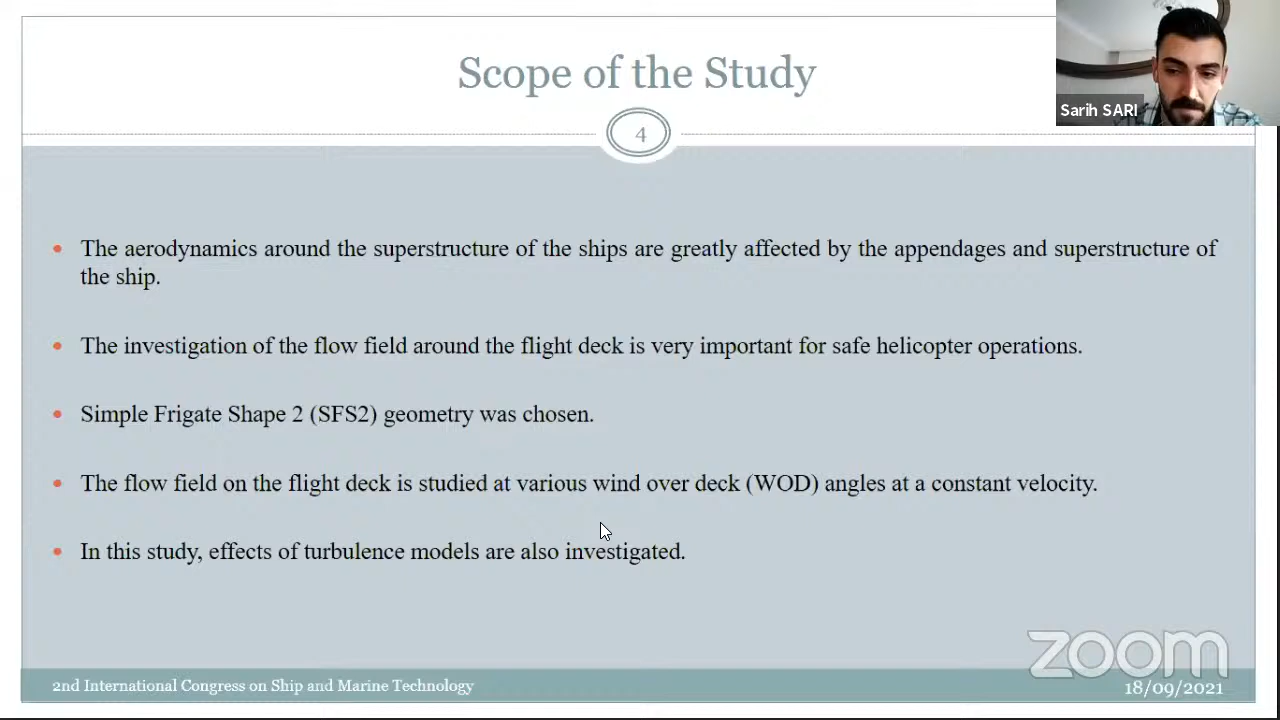 Scope of the Study
Sarih SARI
4
The aerodynamics around the superstructure of the ships are greatly affected by the appendages and superstructure of
the ship.
The investigation of the flow field around the flight deck is very important for safe helicopter operations.
Simple Frigate Shape 2 (SFS2) geometry was chosen.
The flow field on the flight deck is studied at various wind over deck (WOD) angles at a constant velocity.
In this study, effects of turbulence models are also investigated.
zoom
2nd International Congress on Ship and Marine Technology
18/09/2021